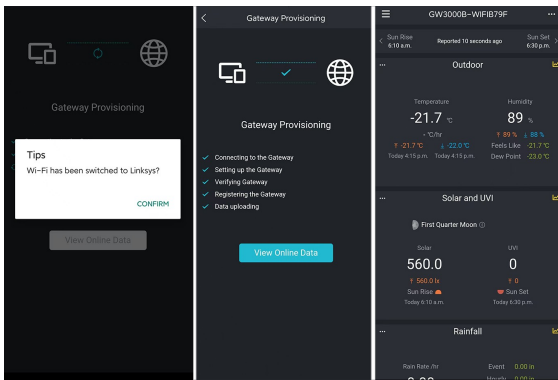 Gateway Provisioning
Tips
Wi-Fi has been switched to Linksys?
CONFIRM
View Online Data
Gateway Provisioning
Gateway Provisioning
Connecting to the Gateway
Setting up the Gateway
Verifying Gateway
Registering the Gateway
Data uploading
View Online Data
GW3000B-WIFIB79F
Sun Rise
6:10 a.m.
Reported 10 seconds ago
Sun Set
6:30 p.m.
Outdoor
Temperature
Humidity
-21.7 ℃
89 %
- ℃/hr
↑ 89 % ↓ 88 %
↑ -21.7 ℃ ↓ -22.0 ℃
Feels Like -21.7 ℃
Today 4:15 p.m. Today 4:15 p.m.
Dew Point -23.0 ℃
Solar and UVI
First Quarter Moon
Solar
UVI
560.0
0
↑ 560.0 lx
↑ 0
Sun Rise
Sun Set
Today 6:10 a.m.
Today 6:30 p.m.
Rainfall
Rain Rate /hr
Event 0.00 in
Hourly 0.00 in